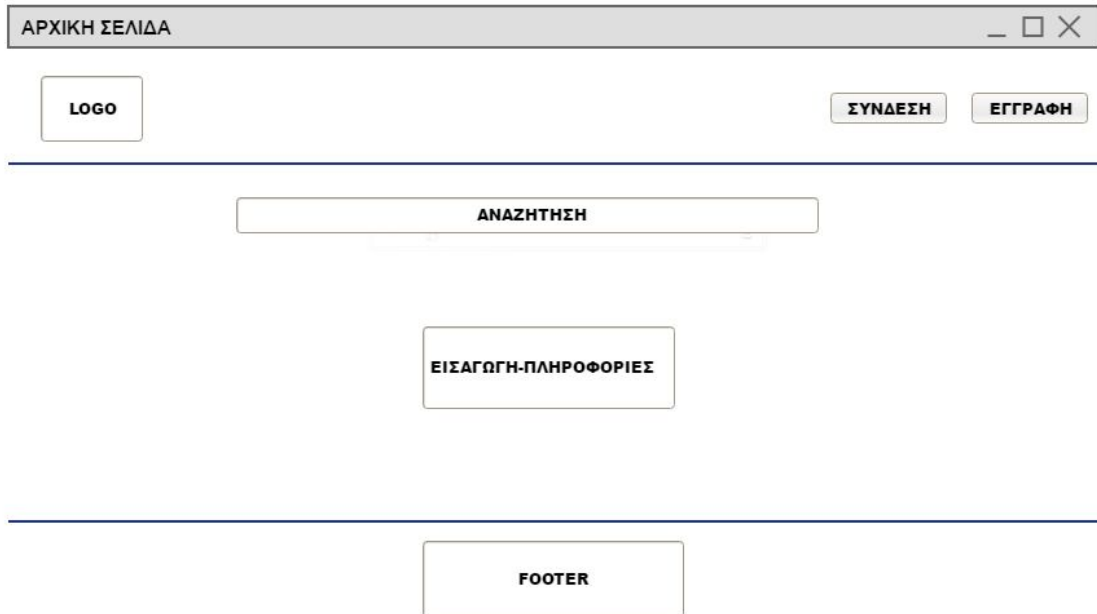 ΑΡΧΙΚΗ ΣΕΛΙΔΑ
LOGO
ΣΥΝΔΕΣΗ
ΕΓΓΡΑΦΗ
ΑΝΑΖΗΤΗΣΗ
ΕΙΣΑΓΩΓΗ-ΠΛΗΡΟΦΟΡΙΕΣ
FOOTER